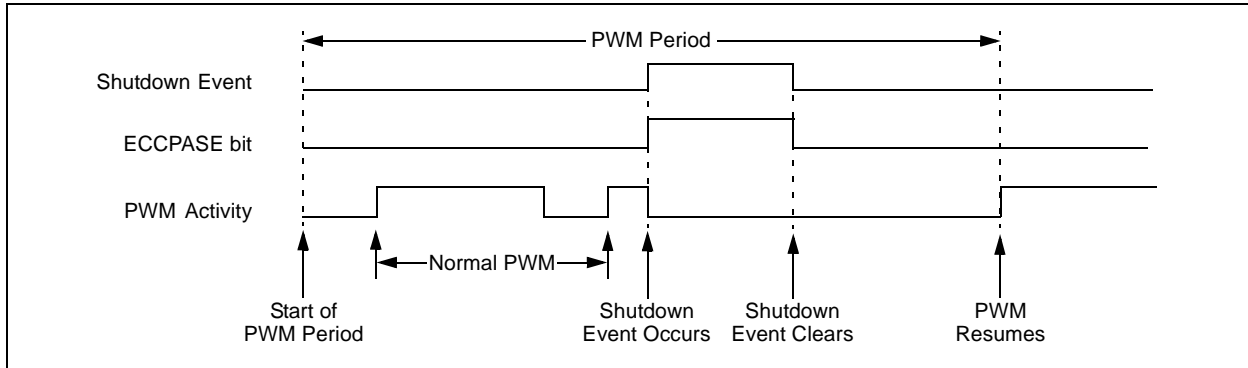 PWM Period
Shutdown Event
ECCPASE bit
PWM Activity
Normal PWM
Start of
PWM Period
Shutdown
Event Occurs
Shutdown
Event Clears
PWM
Resumes